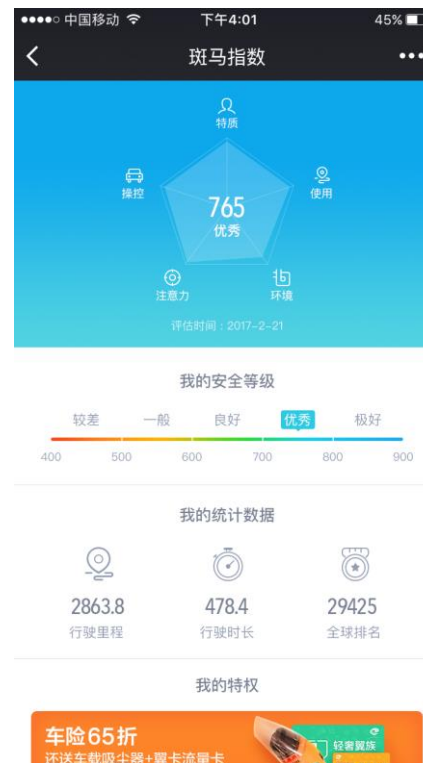 中国移动 下午4:01 45%
斑马指数
特质
操控 使用
765
优秀
注意力 环境
评估时间：2017-2-21
我的安全等级
较差 一般 良好 优秀 极好
400 500 600 700 800 900
我的统计数据
2863.8 478.4 29425
行驶里程 行驶时长 全球排名
我的特权
车险65折
轻奢翼族
还送车载吸尘器+翼卡流量卡